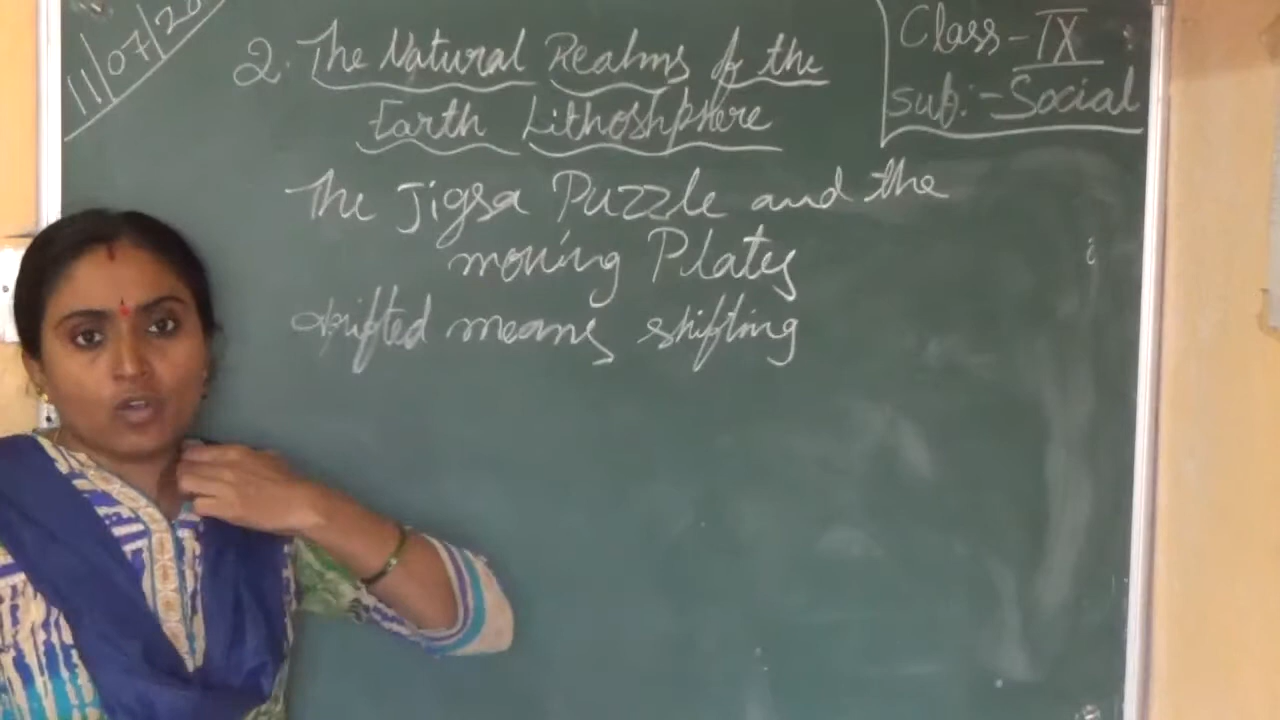 11/07/20
2. The Natural Realms of the
Earth Lithoshphere
Class - IX
sub:- Social
The Jigsa Puzzle and the
moving Plates
drifted means shifting